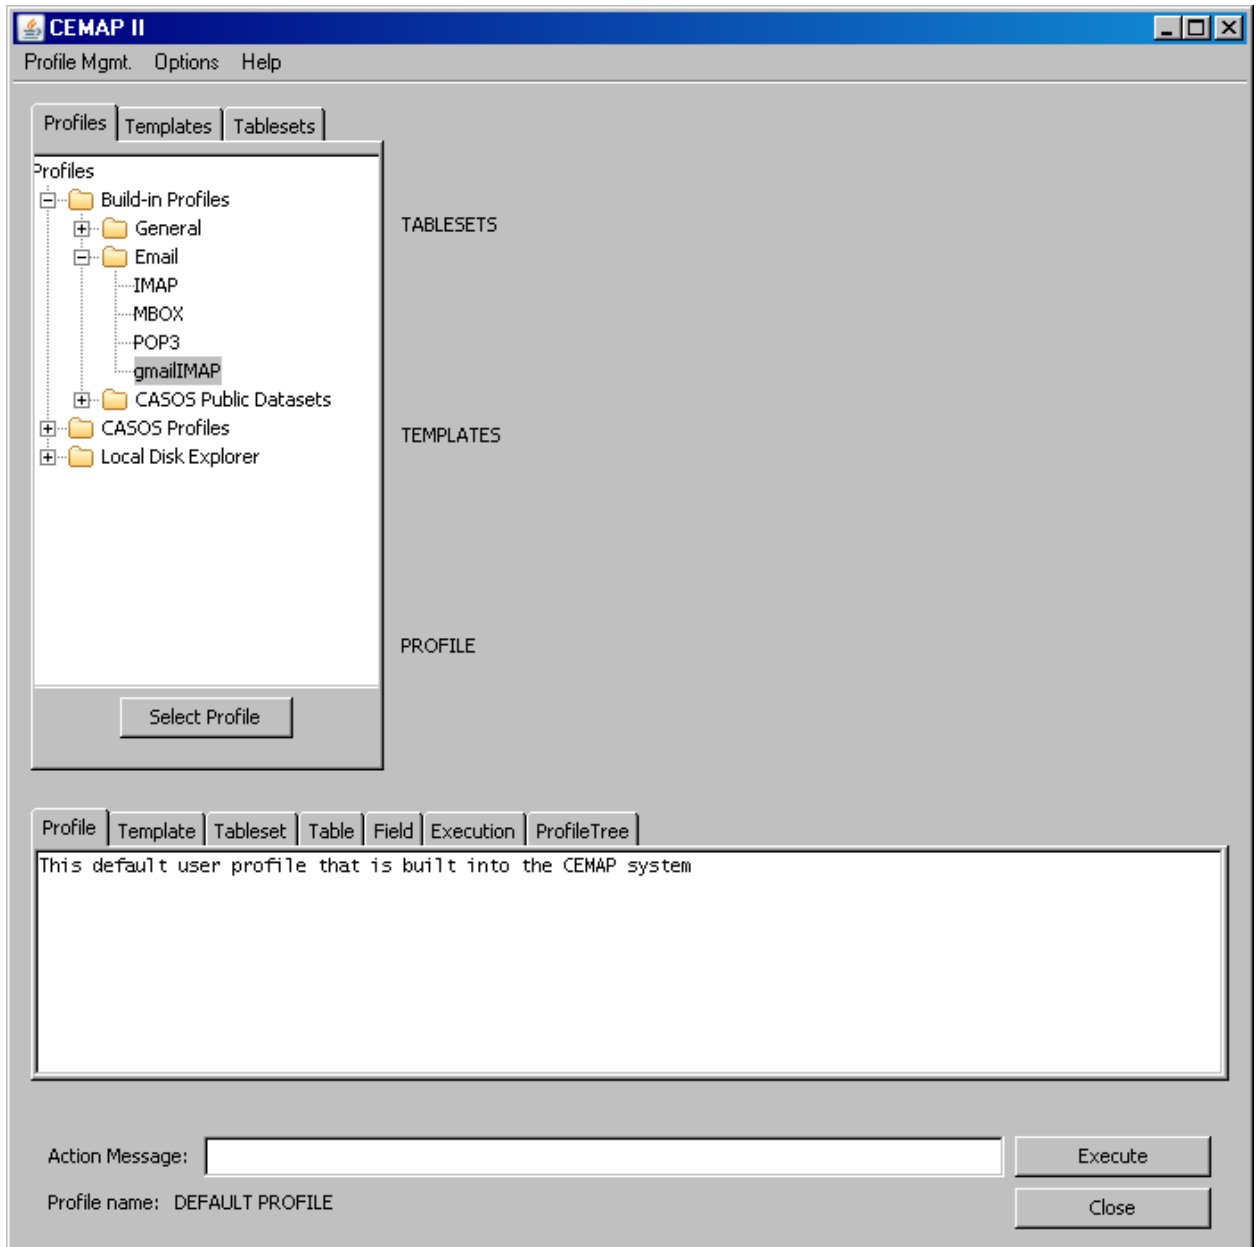 CEMAP II
Profile Mgmt. Options Help
Profiles Templates Tablesets
Profiles
Build-in Profiles
General
Email
IMAP
MBOX
POP3
gmailIMAP
CASOS Public Datasets
CASOS Profiles
Local Disk Explorer
Select Profile
TABLESETS
TEMPLATES
PROFILE
Profile Template Tableset Table Field Execution ProfileTree
This default user profile that is built into the CEMAP system
Action Message:
Execute
Profile name: DEFAULT PROFILE
Close